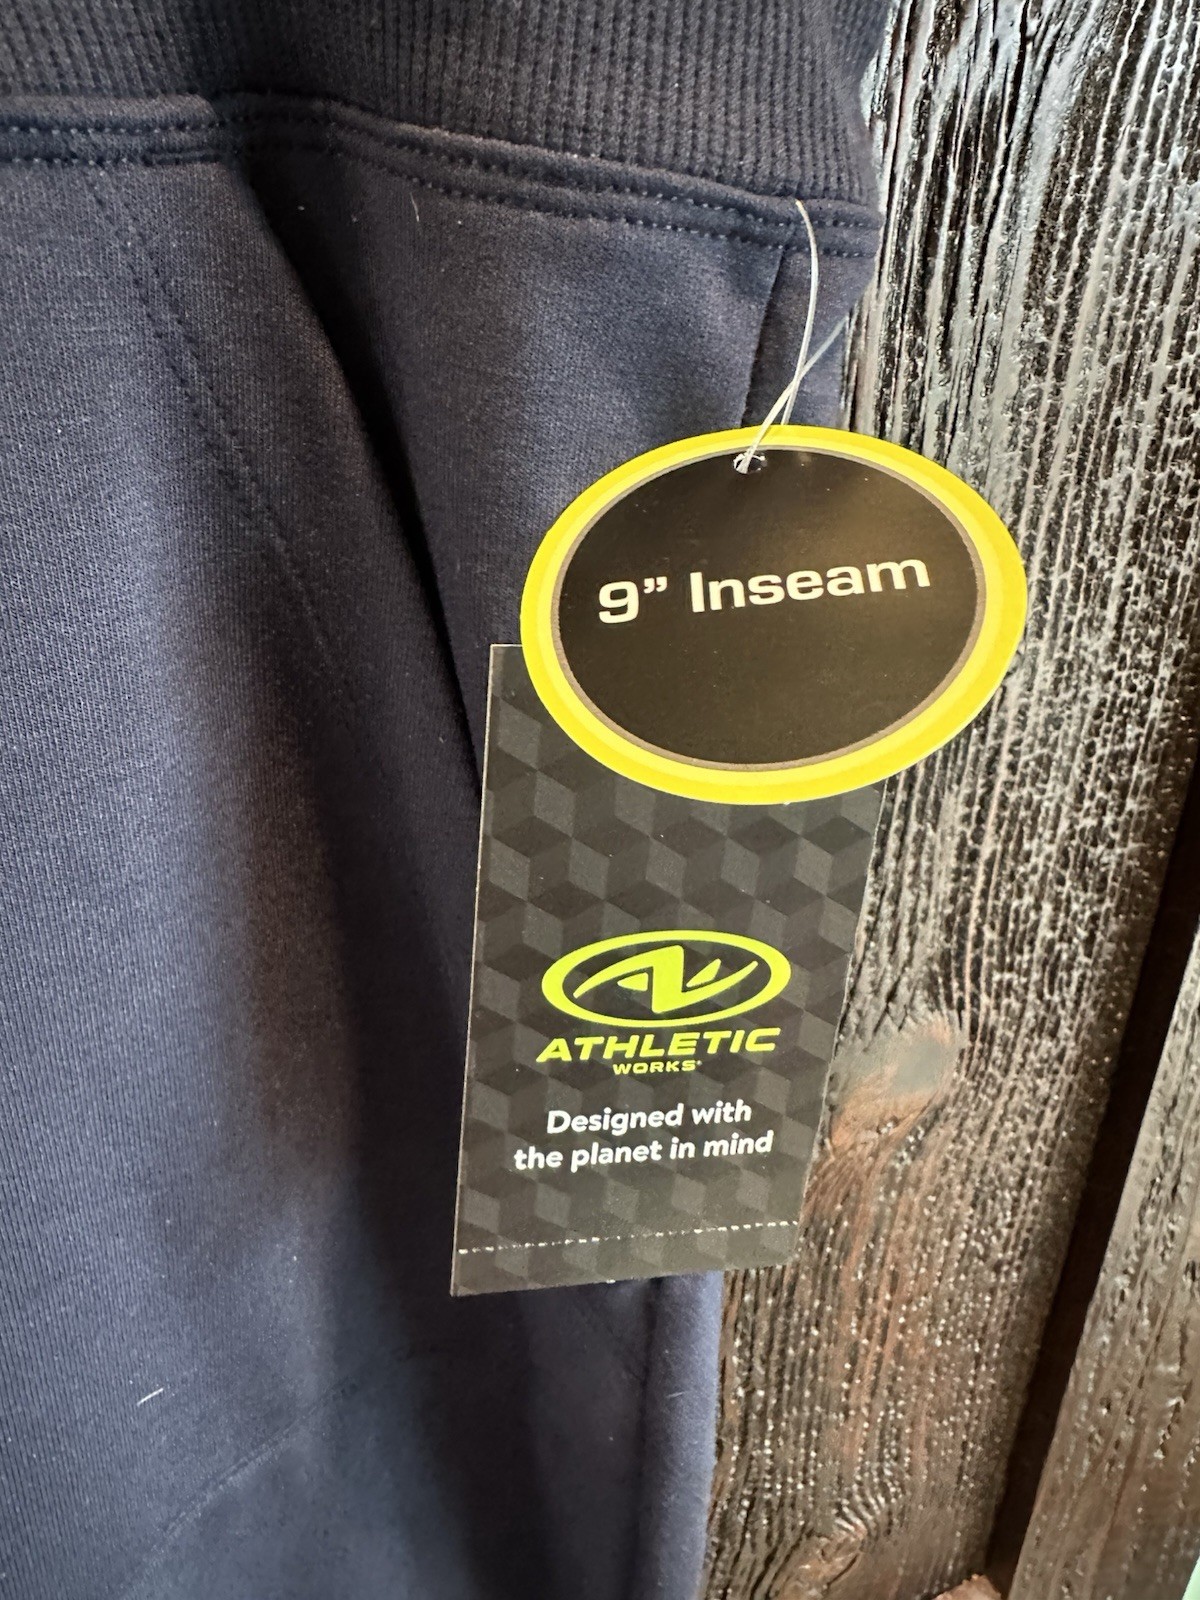 9” Inseam
ATHLETIC
WORKS®
Designed with
the planet in mind